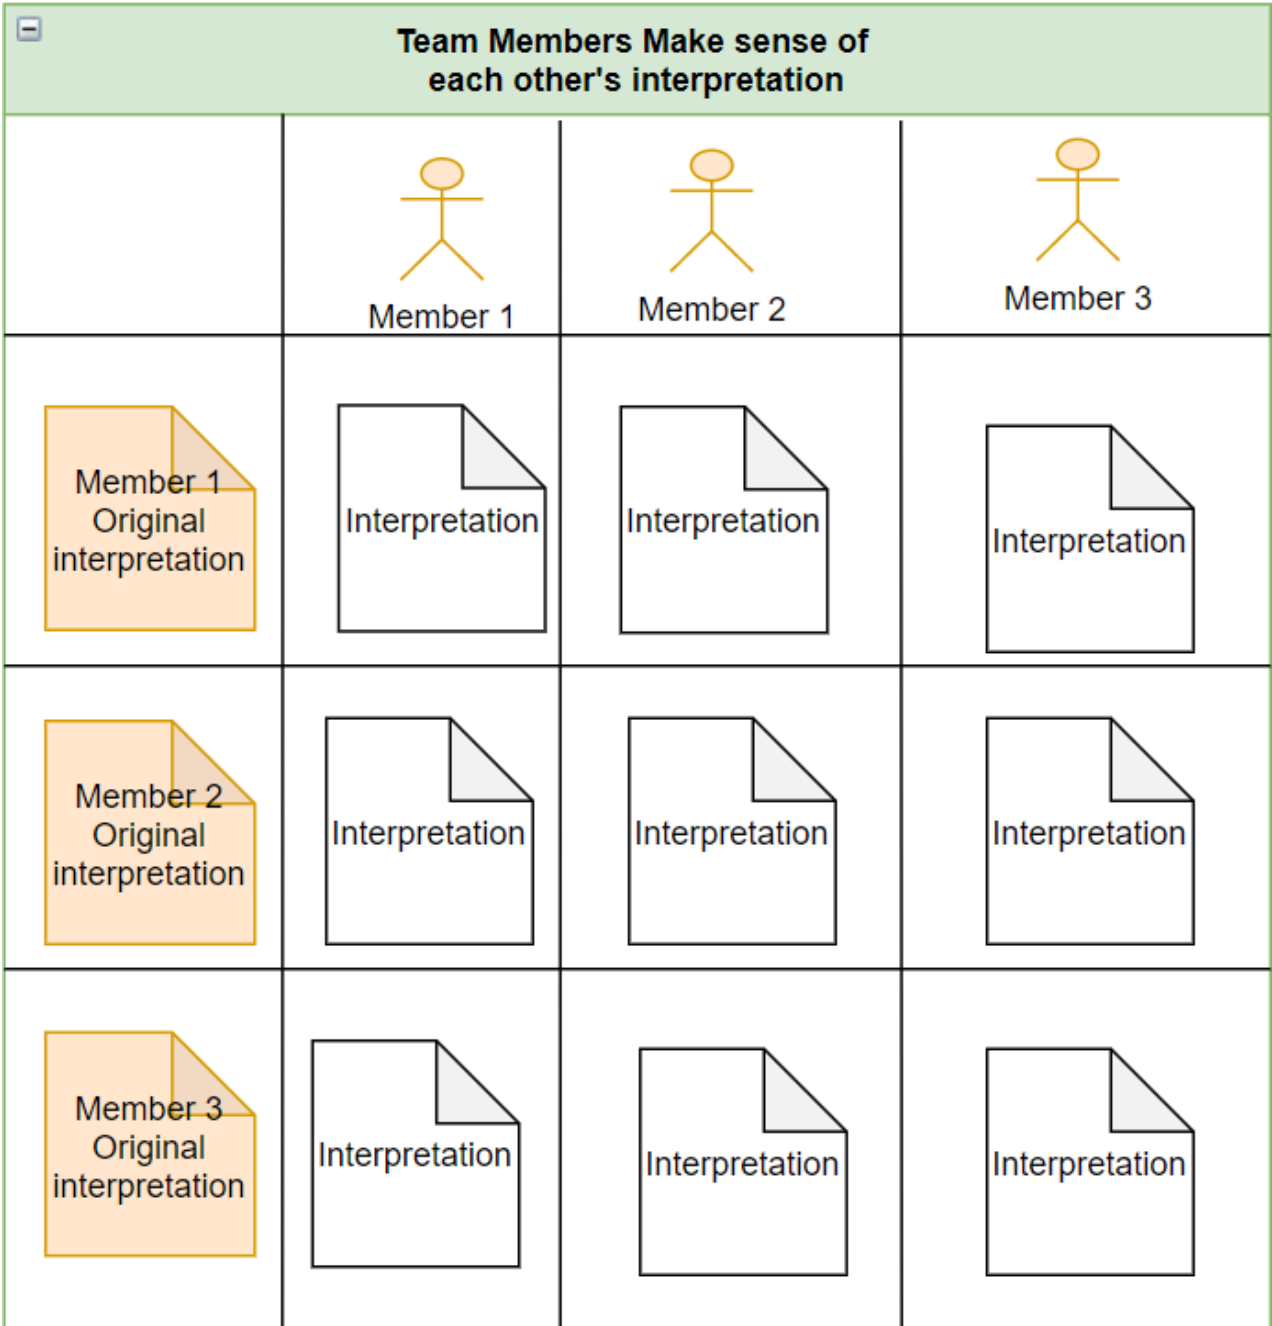 Team Members Make sense of
each other's interpretation
Member 1
Member 2
Member 3
Member 1
Original
interpretation
Interpretation
Interpretation
Interpretation
Member 2
Original
interpretation
Interpretation
Interpretation
Interpretation
Member 3
Original
interpretation
Interpretation
Interpretation
Interpretation